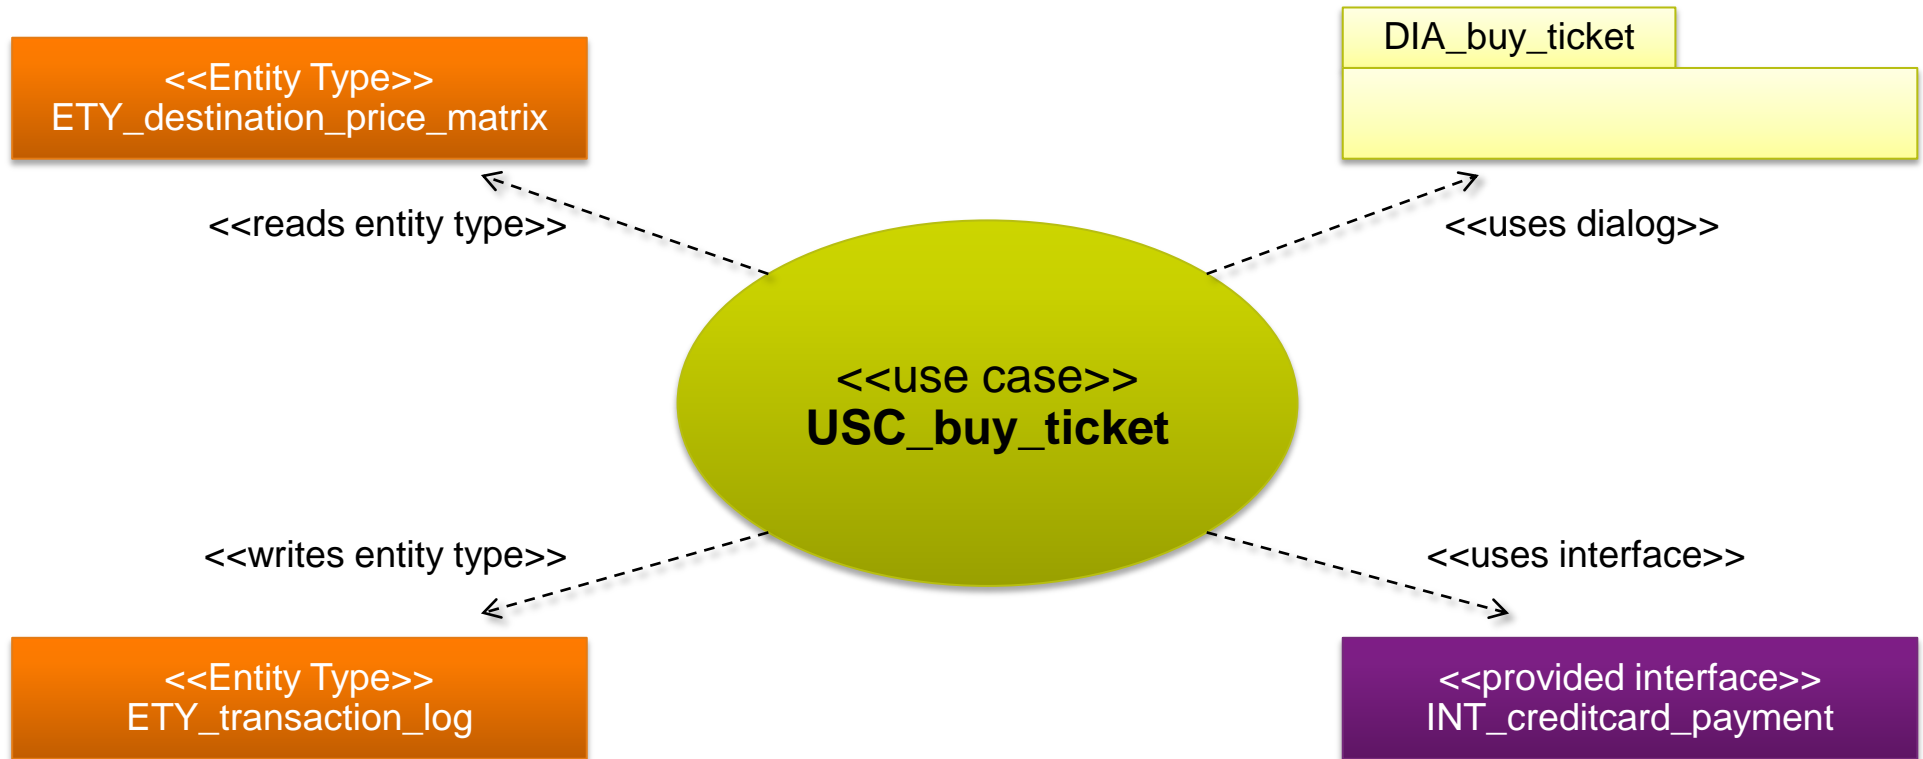 <<Entity Type>>
ETY_destination_price_matrix
DIA_buy_ticket
<<reads entity type>>
<<uses dialog>>
<<use case>>
USC_buy_ticket
<<writes entity type>>
<<uses interface>>
<<Entity Type>>
ETY_transaction_log
<<provided interface>>
INT_creditcard_payment